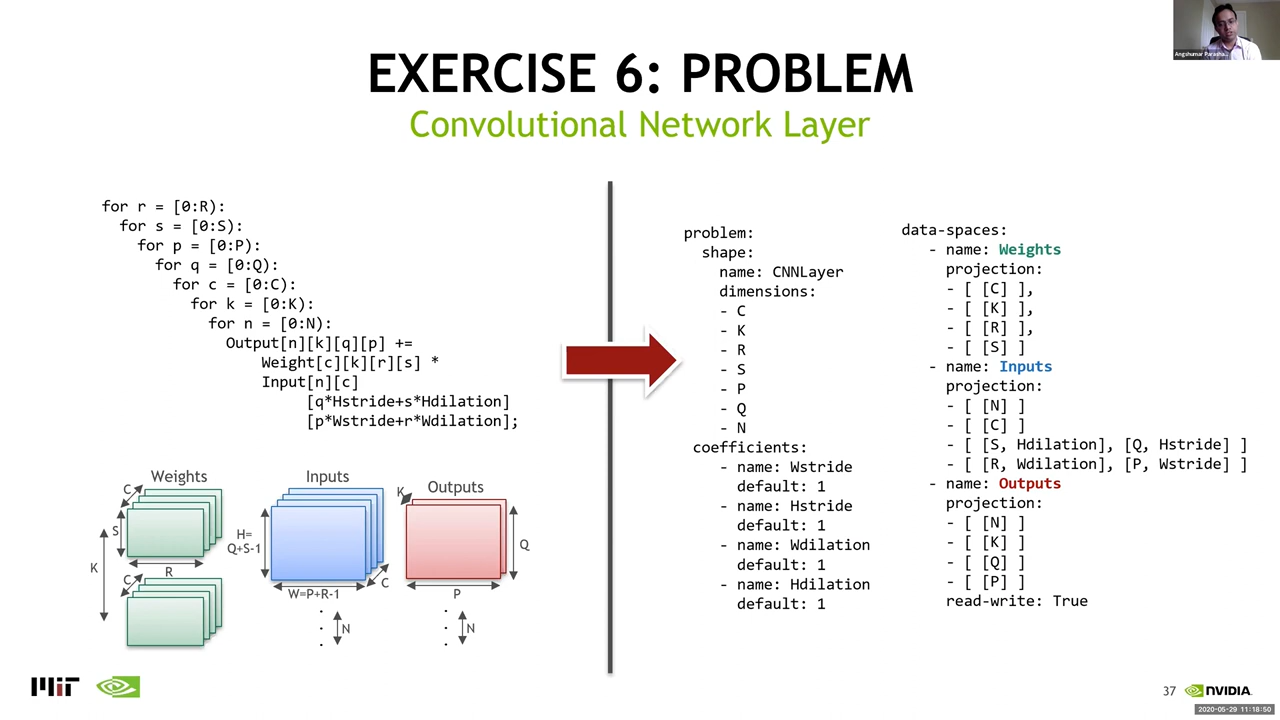 Angshumar Parasha...
EXERCISE 6: PROBLEM
Convolutional Network Layer
for r = [0:R):
for s = [0:S):
for p = [0:P):
for q = [0:Q):
for c = [0:C):
for k = [0:K):
for n = [0:N):
Output[n][k][q][p] +=
Weight[c][k][r][s] *
Input[n][c]
[q*Hstride+s*Hdilation]
[p*Wstride+r*Wdilation];
Weights
C
S
K
R
C
Inputs
H=
Q+S-1
W=P+R-1
C
N
K
Outputs
Q
P
N
problem:
shape:
name: CNNLayer
dimensions:
- C
- K
- R
- S
- P
- Q
- N
coefficients:
- name: Wstride
default: 1
- name: Hstride
default: 1
- name: Wdilation
default: 1
- name: Hdilation
default: 1
data-spaces:
- name: Weights
projection:
- [ [C] ],
- [ [K] ],
- [ [R] ],
- [ [S] ]
- name: Inputs
projection:
- [ [N] ]
- [ [C] ]
- [ [S, Hdilation], [Q, Hstride] ]
- [ [R, Wdilation], [P, Wstride] ]
- name: Outputs
projection:
- [ [N] ]
- [ [K] ]
- [ [Q] ]
- [ [P] ]
read-write: True
MIT
37
NVIDIA.
2020-05-29 11:18:50